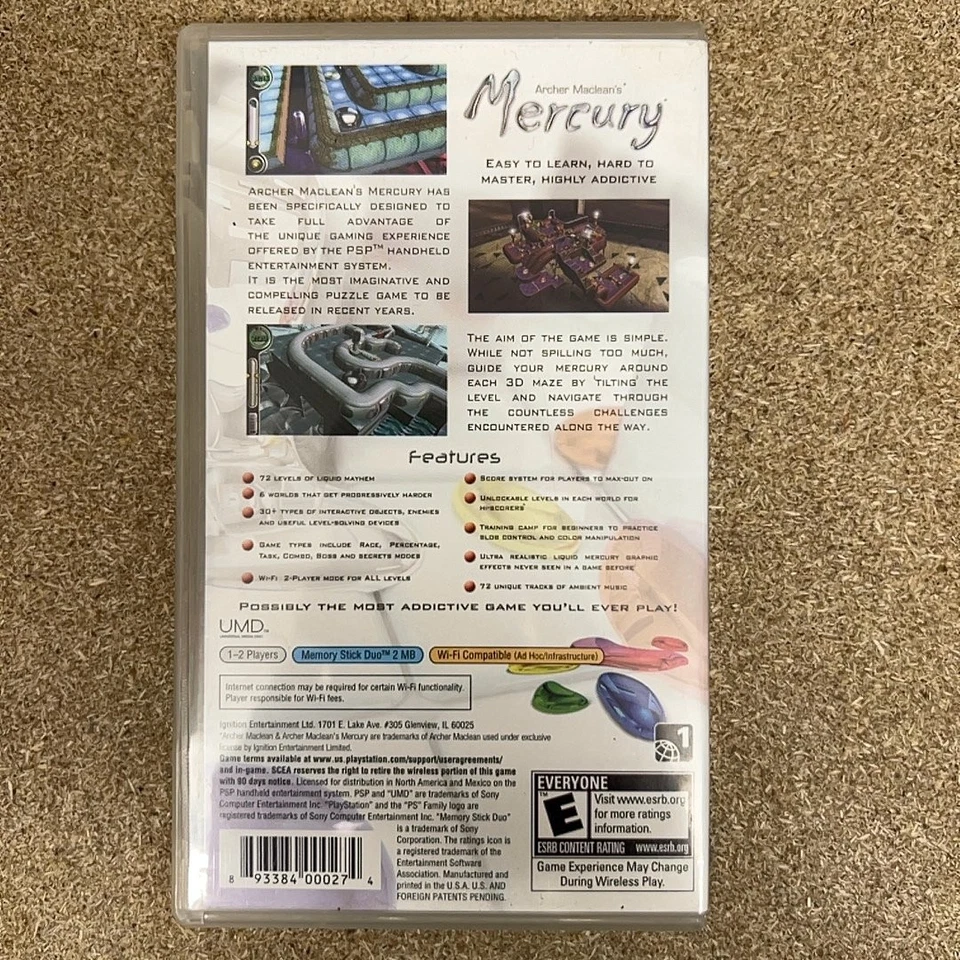 Archer Maclean's
Mercury
EASY TO LEARN, HARD TO
MASTER, HIGHLY ADDICTIVE
ARCHER MACLEAN'S MERCURY HAS
BEEN SPECIFICALLY DESIGNED TO
TAKE FULL ADVANTAGE OF
THE UNIQUE GAMING EXPERIENCE
OFFERED BY THE PSP™ HANDHELD
ENTERTAINMENT SYSTEM.
IT IS THE MOST IMAGINATIVE AND
COMPELLING PUZZLE GAME TO BE
RELEASED IN RECENT YEARS.
THE AIM OF THE GAME IS SIMPLE.
WHILE NOT SPILLING TOO MUCH,
GUIDE YOUR MERCURY AROUND
EACH 3D MAZE BY 'TILTING' THE
LEVEL AND NAVIGATE THROUGH
THE COUNTLESS CHALLENGES
ENCOUNTERED ALONG THE WAY.
Features
72 LEVELS OF LIQUID MAYHEM
6 WORLDS THAT GET PROGRESSIVELY HARDER
30+ TYPES OF INTERACTIVE OBJECTS, ENEMIES
AND USEFUL LEVEL-SOLVING DEVICES
GAME TYPES INCLUDE RACE, PERCENTAGE,
TASK, COMBO, BOSS AND SECRETS MODES
WI-FI 2-PLAYER MODE FOR ALL LEVELS
SCORE SYSTEM FOR PLAYERS TO MAX-OUT ON
UNLOCKABLE LEVELS IN EACH WORLD FOR
HI-SCORERS'
TRAINING CAMP FOR BEGINNERS TO PRACTICE
BLOB CONTROL AND COLOR MANIPULATION
ULTRA REALISTIC LIQUID MERCURY GRAPHIC
EFFECTS NEVER SEEN IN A GAME BEFORE
72 UNIQUE TRACKS OF AMBIENT MUSIC
POSSIBLY THE MOST ADDICTIVE GAME YOU'LL EVER PLAY!
UMD™
UNIVERSAL MEDIA DISC
1-2 Players
Memory Stick Duo™ 2 MB
Wi-Fi Compatible (Ad Hoc/Infrastructure)
Internet connection may be required for certain Wi-Fi functionality.
Player responsible for Wi-Fi fees.
Ignition Entertainment Ltd. 1701 E. Lake Ave. #305 Glenview, IL 60025
"Archer Maclean & Archer Maclean's Mercury are trademarks of Archer Maclean used under exclusive
license by Ignition Entertainment Limited.
Game terms available at www.us.playstation.com/support/useragreements/
and in-game. SCEA reserves the right to retire the wireless portion of this game
with 90 days notice. Licensed for distribution in North America and Mexico on the
PSP handheld entertainment system. PSP and "UMD" are trademarks of Sony
Computer Entertainment Inc. "PlayStation" and the "PS" Family logo are
registered trademarks of Sony Computer Entertainment Inc. "Memory Stick Duo"
is a trademark of Sony
Corporation. The ratings icon is
a registered trademark of the
Entertainment Software
Association. Manufactured and
printed in the U.S.A. U.S. AND
FOREIGN PATENTS PENDING.
8 93384 00027 4
1
EVERYONE
E™
Visit www.esrb.org
for more ratings
information.
ESRB CONTENT RATING www.esrb.org
Game Experience May Change
During Wireless Play.